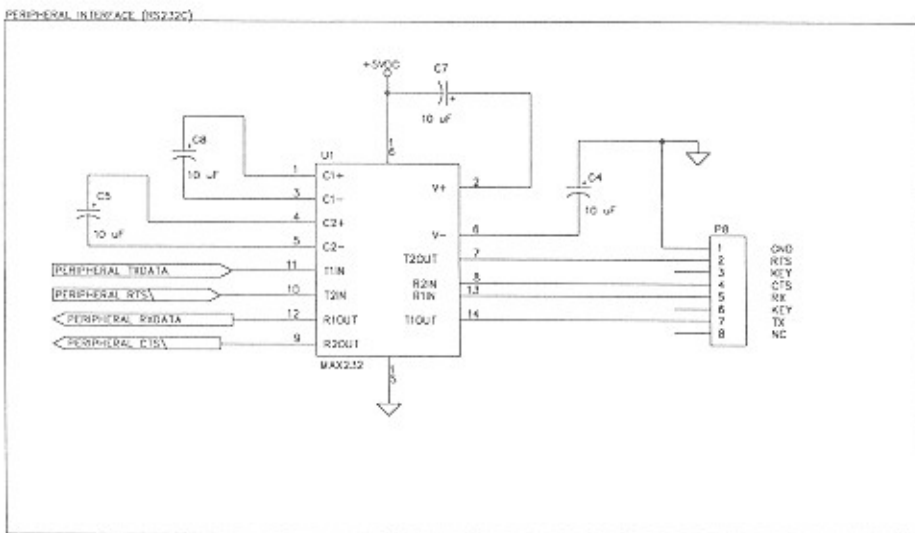 PERIPHERAL INTERFACE (RS232C)
+5VDC
C7
+
10 uF
C8
+
10 uF
C5
+
10 uF
U1
16
1 C1+
3 C1-
4 C2+
5 C2-
11 T1IN
10 T2IN
12 R1OUT
9 R2OUT
V+ 2
V- 6
T2OUT 7
R2IN 8
R1IN 13
T1OUT 14
MAX232
15
PERIPHERAL TXDATA
PERIPHERAL RTS\
PERIPHERAL RXDATA
PERIPHERAL CTS\
C4
+
10 uF
P8
1 GND
2 RTS
3 KEY
4 CTS
5 RX
6 KEY
7 TX
8 NC